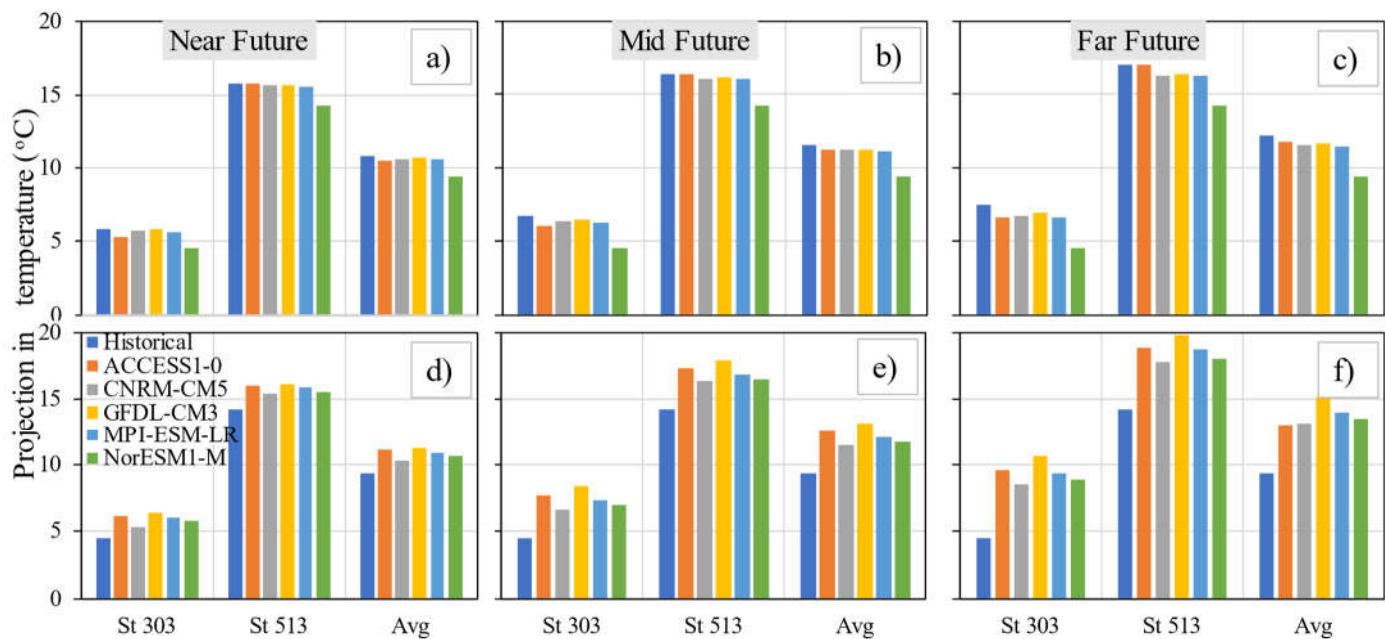 20
15
10
5
0
Near Future
a)
Mid Future
b)
Far Future
c)
temperature (°C)
Projection in
20
15
10
5
0
Historical
ACCESS1-0
CNRM-CM5
GFDL-CM3
MPI-ESM-LR
NorESM1-M
d)
e)
f)
St 303 St 513 Avg
St 303 St 513 Avg
St 303 St 513 Avg